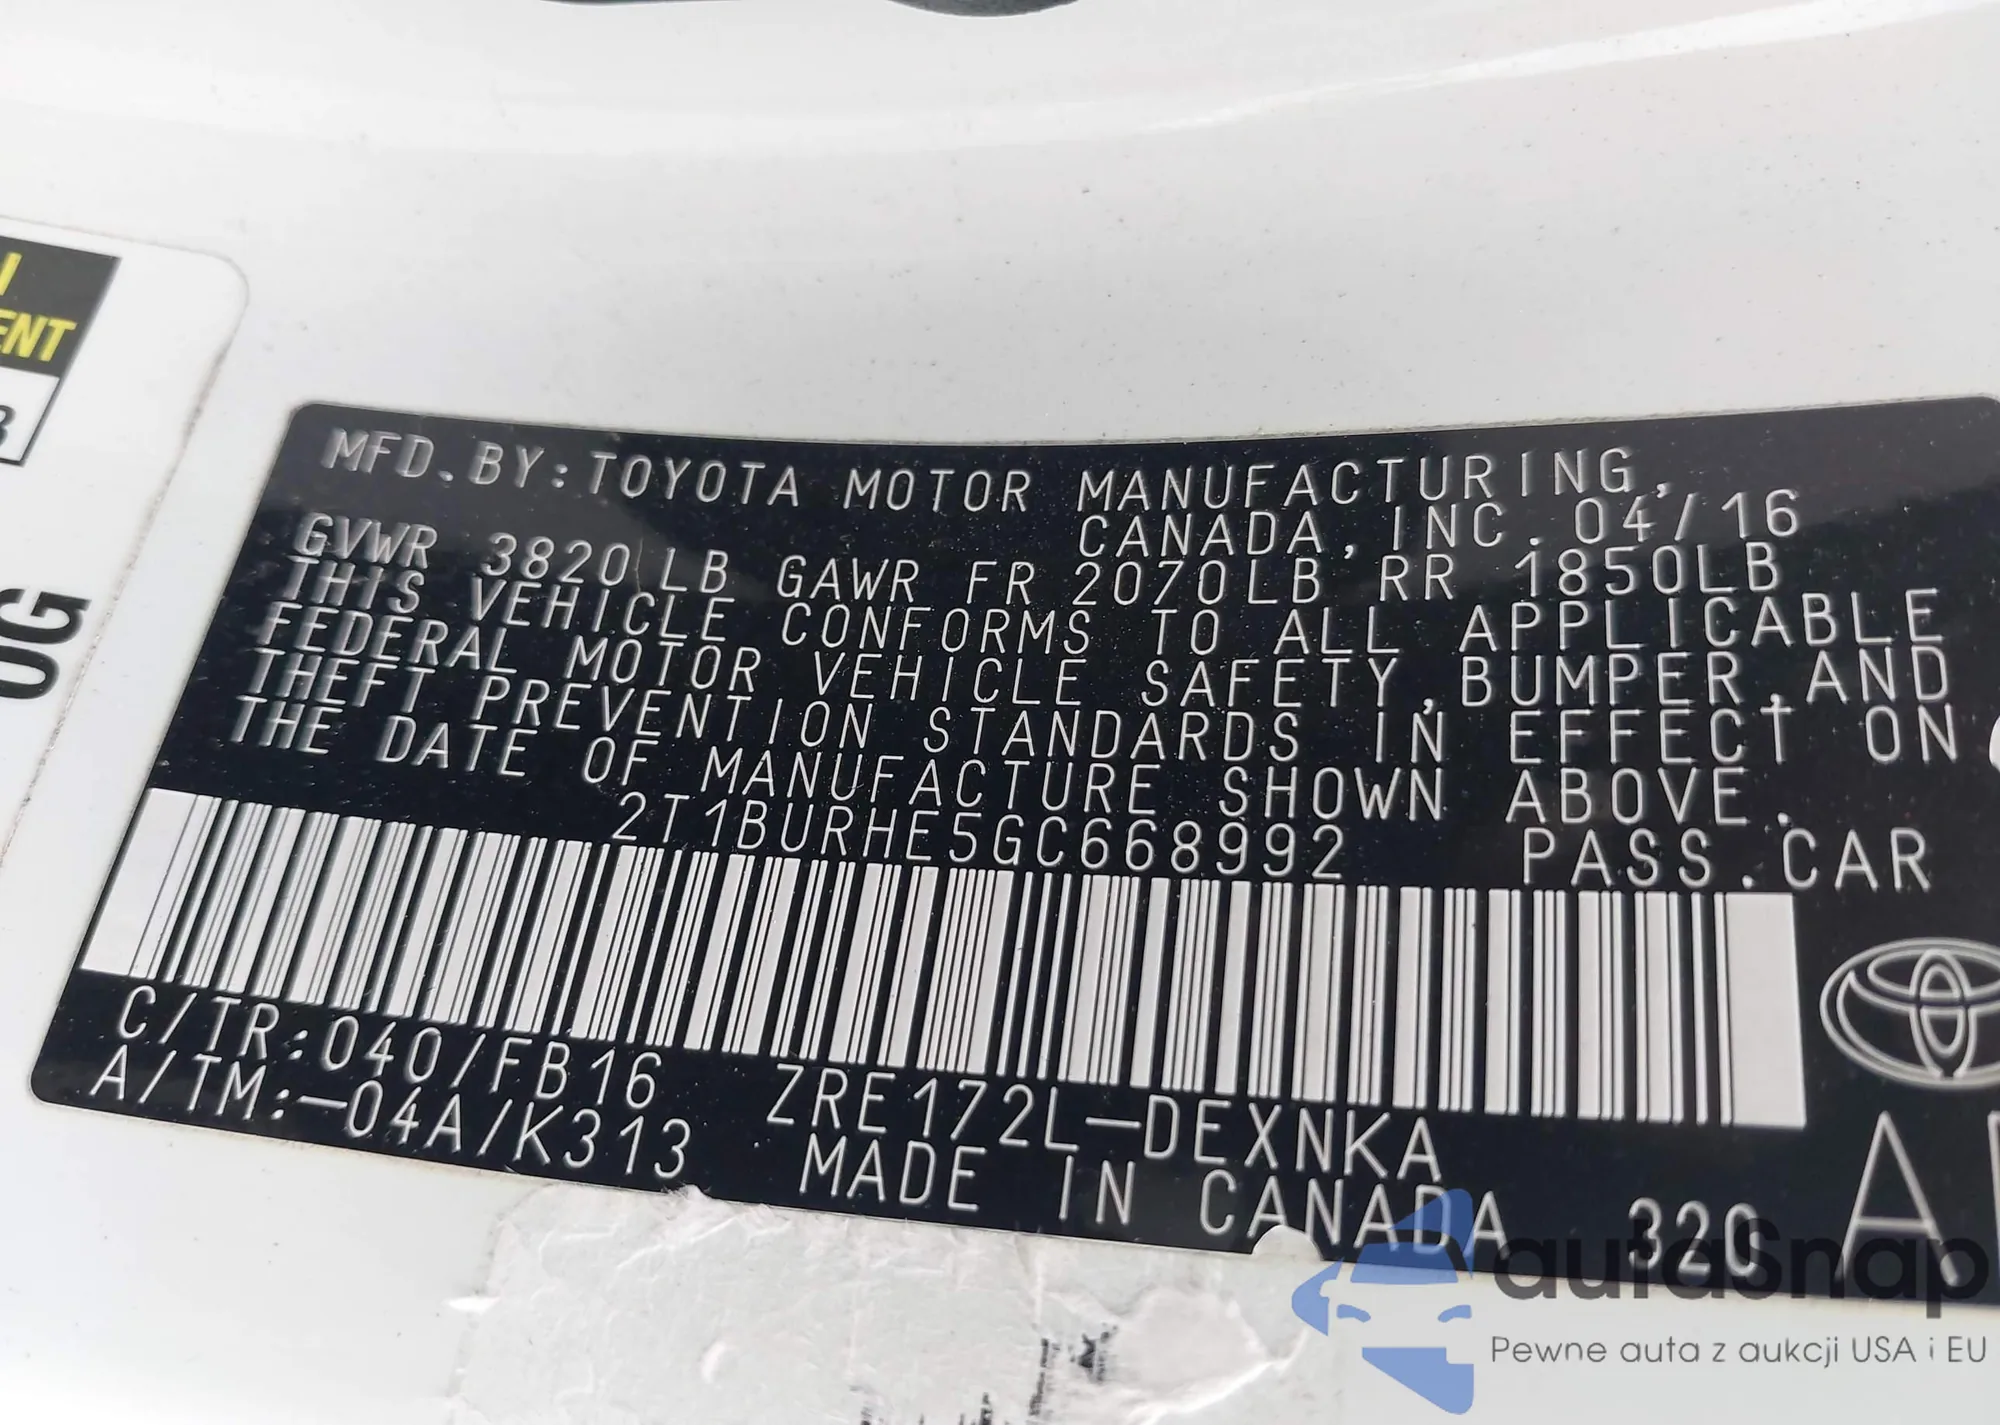 I
ENT
UG
MFD.BY:TOYOTA MOTOR MANUFACTURING,
CANADA, INC. 04/16
GVWR 3820LB GAWR FR 2070LB RR 1850LB
THIS VEHICLE CONFORMS TO ALL APPLICABLE
FEDERAL MOTOR VEHICLE SAFETY,BUMPER,AND
THEFT PREVENTION STANDARDS IN EFFECT ON
THE DATE OF MANUFACTURE SHOWN ABOVE.
2T1BURHE5GC668992 PASS.CAR
C/TR:040/FB16 ZRE172L-DEXNKA
A/TM:-04A/K313 MADE IN CANADA 320
A
autaSnap
Pewne auta z aukcji USA i EU